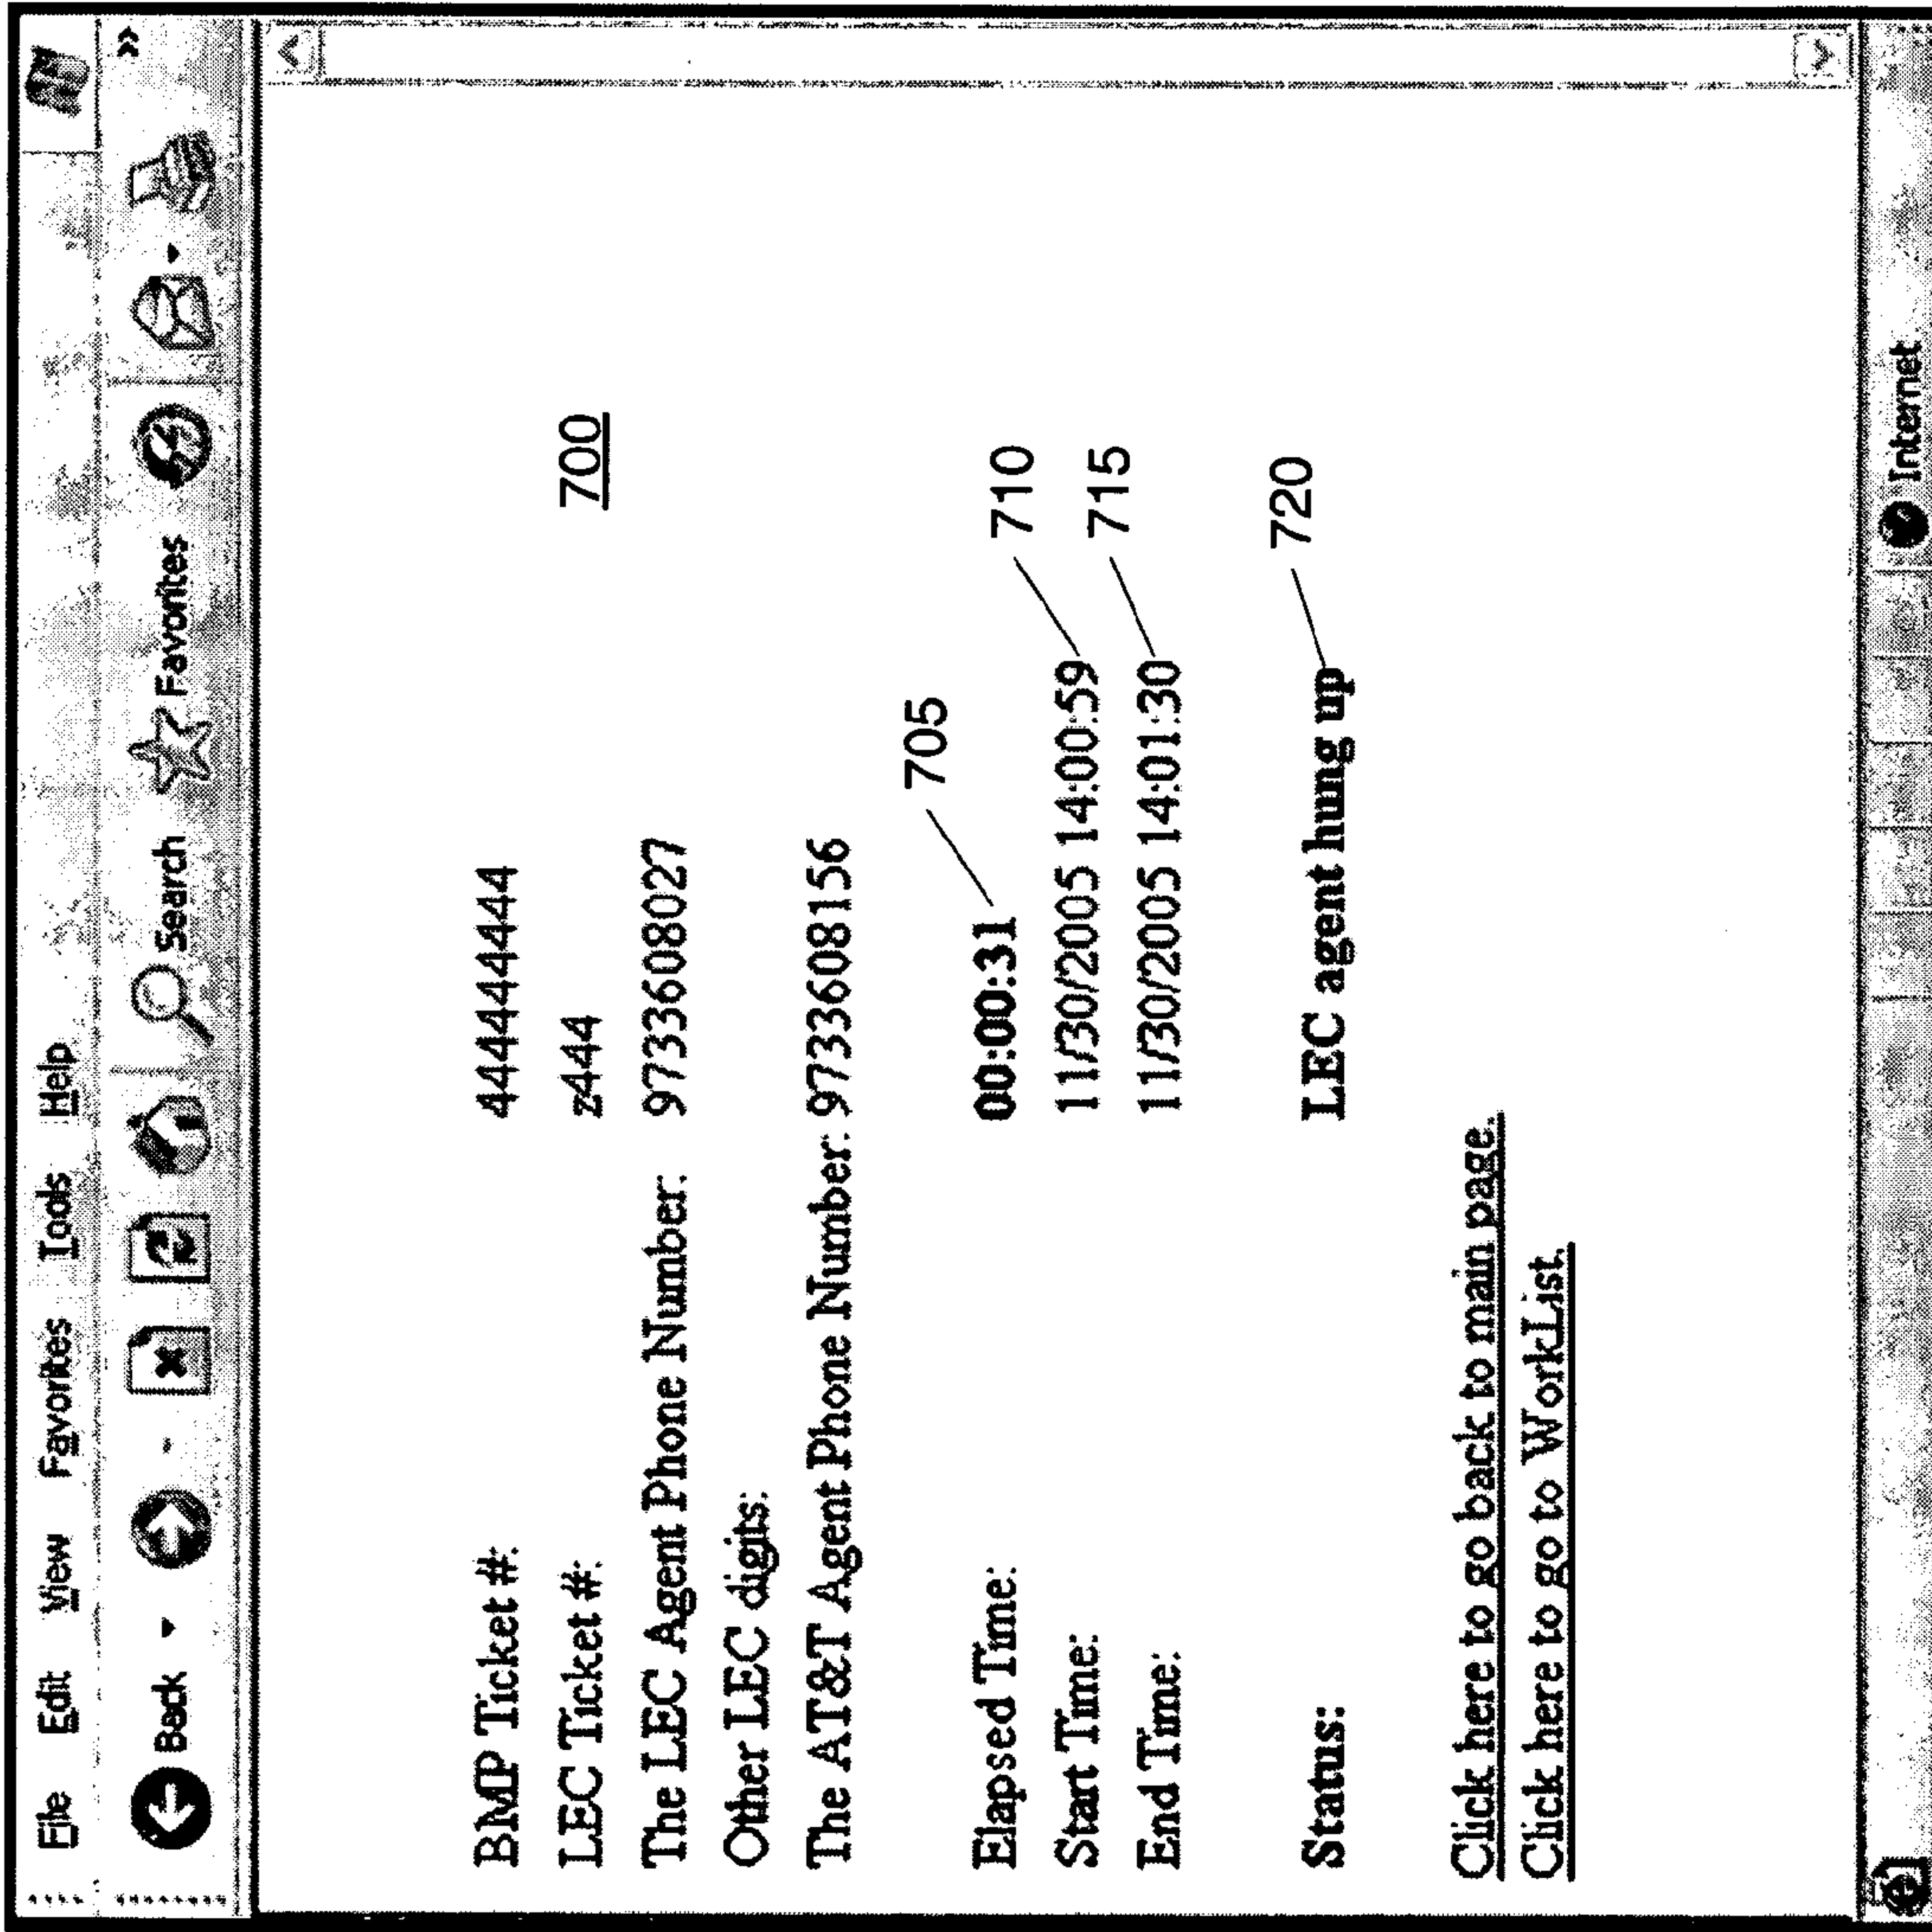 File Edit View Favorites Tools Help
Back Search Favorites »
BMP Ticket #: 444444444
LEC Ticket #: z444 700
The LEC Agent Phone Number: 9733608027
Other LEC digits:
The AT&T Agent Phone Number: 9733608156
705
Elapsed Time: 00:00:31
710
Start Time: 11/30/2005 14:00:59
715
End Time: 11/30/2005 14:01:30
720
Status: LEC agent hung up
Click here to go back to main page.
Click here to go to WorkList.
Internet